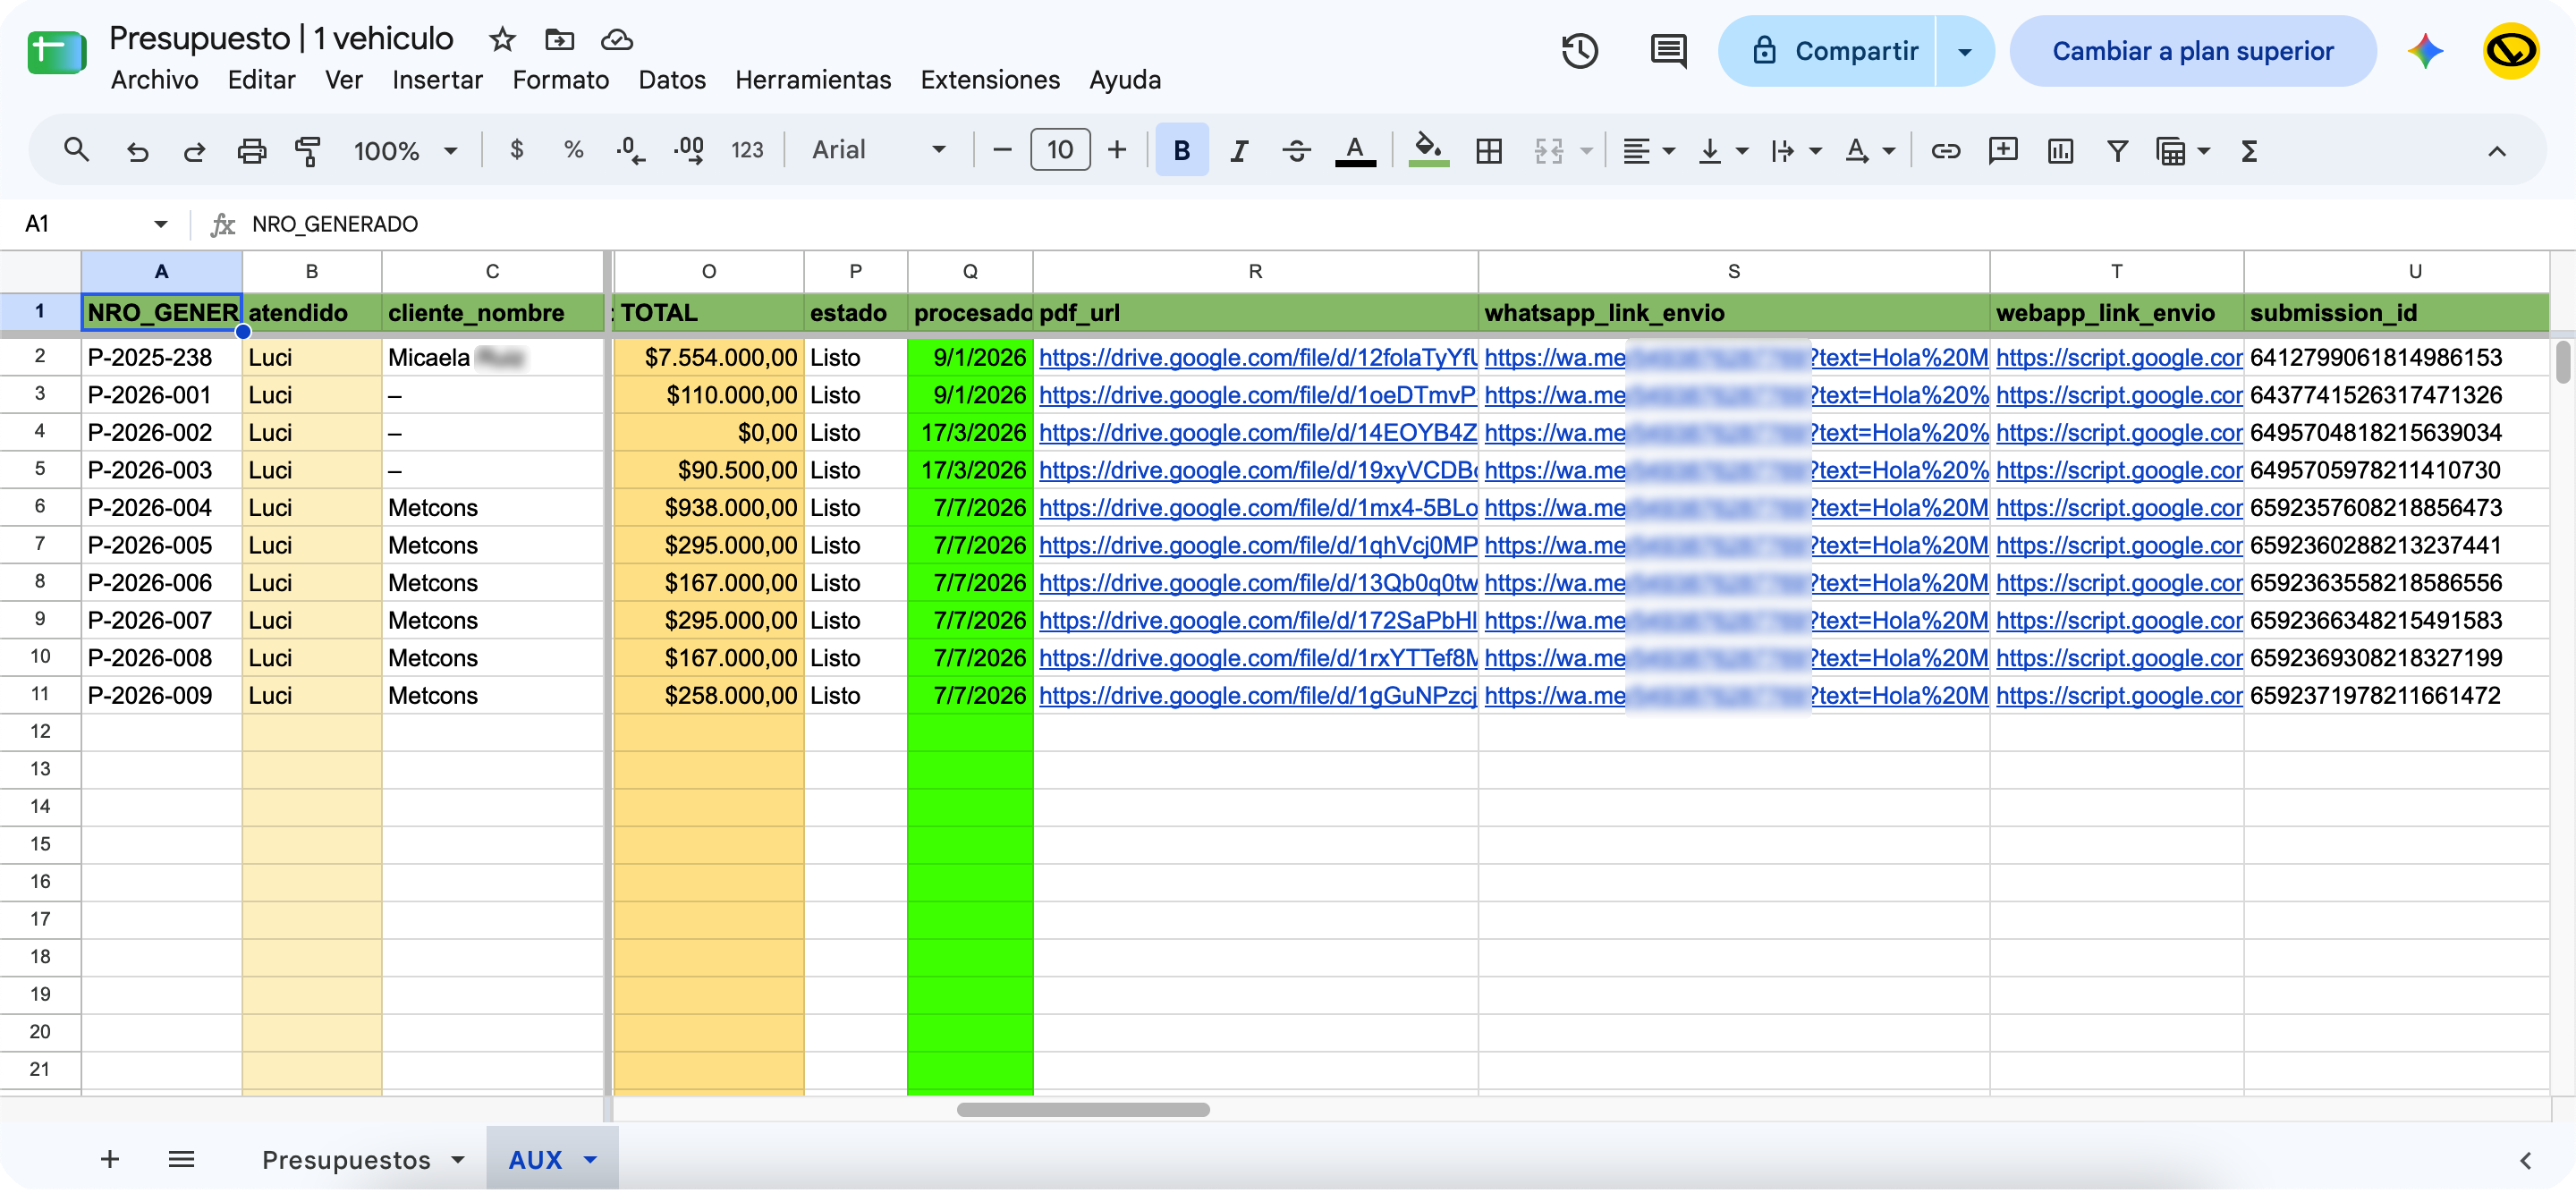 Presupuesto | 1 vehiculo
Archivo Editar Ver Insertar Formato Datos Herramientas Extensiones Ayuda
Compartir
Cambiar a plan superior
100% $ % .0 .00 123 Arial 10 B I A
A1 fx NRO_GENERADO
A B C O P Q R S T U
1 NRO_GENER atendido cliente_nombre : TOTAL estado procesado pdf_url whatsapp_link_envio webapp_link_envio submission_id
2 P-2025-238 Luci Micaela $7.554.000,00 Listo 9/1/2026 https://drive.google.com/file/d/12folaTyYfU https://wa.me ?text=Hola%20M https://script.google.cor 6412799061814986153
3 P-2026-001 Luci – $110.000,00 Listo 9/1/2026 https://drive.google.com/file/d/1oeDTmvP https://wa.me ?text=Hola%20% https://script.google.cor 6437741526317471326
4 P-2026-002 Luci – $0,00 Listo 17/3/2026 https://drive.google.com/file/d/14EOYB4Z https://wa.me ?text=Hola%20% https://script.google.cor 6495704818215639034
5 P-2026-003 Luci – $90.500,00 Listo 17/3/2026 https://drive.google.com/file/d/19xyVCDBc https://wa.me ?text=Hola%20% https://script.google.cor 6495705978211410730
6 P-2026-004 Luci Metcons $938.000,00 Listo 7/7/2026 https://drive.google.com/file/d/1mx4-5BLo https://wa.me ?text=Hola%20M https://script.google.cor 6592357608218856473
7 P-2026-005 Luci Metcons $295.000,00 Listo 7/7/2026 https://drive.google.com/file/d/1qhVcj0MP https://wa.me ?text=Hola%20M https://script.google.cor 6592360288213237441
8 P-2026-006 Luci Metcons $167.000,00 Listo 7/7/2026 https://drive.google.com/file/d/13Qb0q0tw https://wa.me ?text=Hola%20M https://script.google.cor 6592363558218586556
9 P-2026-007 Luci Metcons $295.000,00 Listo 7/7/2026 https://drive.google.com/file/d/172SaPbHl https://wa.me ?text=Hola%20M https://script.google.cor 6592366348215491583
10 P-2026-008 Luci Metcons $167.000,00 Listo 7/7/2026 https://drive.google.com/file/d/1rxYTTef8M https://wa.me ?text=Hola%20M https://script.google.cor 6592369308218327199
11 P-2026-009 Luci Metcons $258.000,00 Listo 7/7/2026 https://drive.google.com/file/d/1gGuNPzcj https://wa.me ?text=Hola%20M https://script.google.cor 6592371978211661472
12
13
14
15
16
17
18
19
20
21
Presupuestos AUX